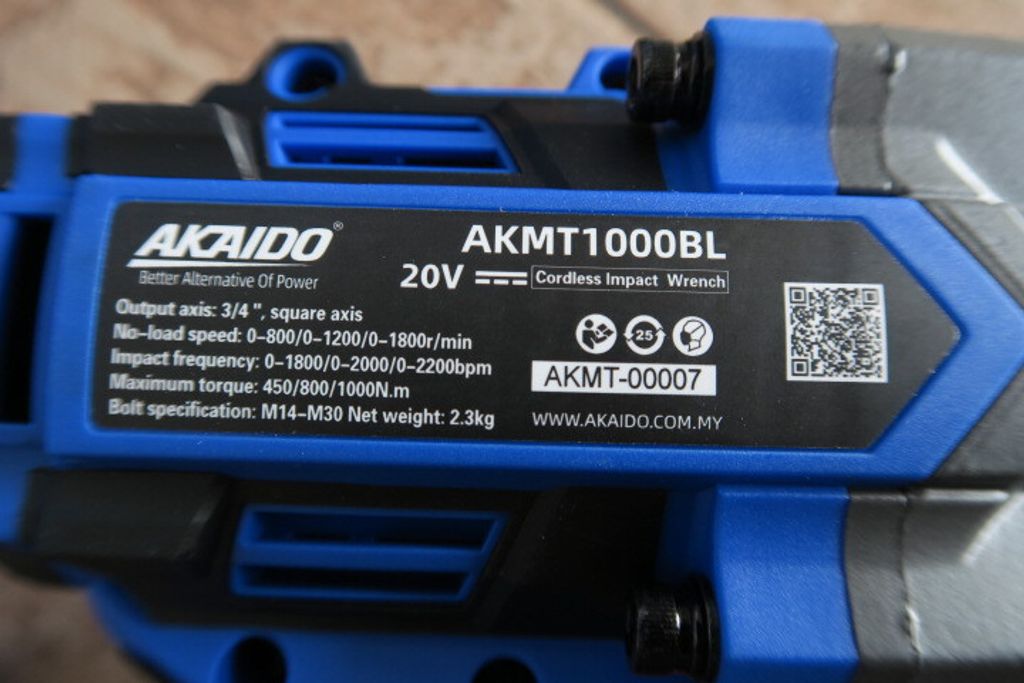 AKAIDO®
Better Alternative Of Power
Output axis: 3/4 ", square axis
No-load speed: 0-800/0-1200/0-1800r/min
Impact frequency: 0-1800/0-2000/0-2200bpm
Maximum torque: 450/800/1000N.m
Bolt specification: M14-M30 Net weight: 2.3kg
AKMT1000BL
20V Cordless Impact Wrench
25
AKMT-00007
WWW.AKAIDO.COM.MY